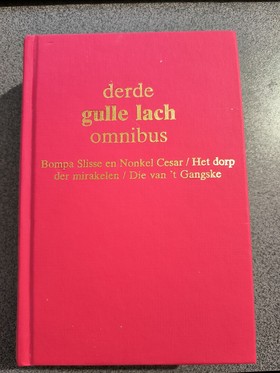 derde
gulle lach
omnibus
Bompa Slisse en Nonkel Cesar / Het dorp
der mirakelen / Die van 't Gangske